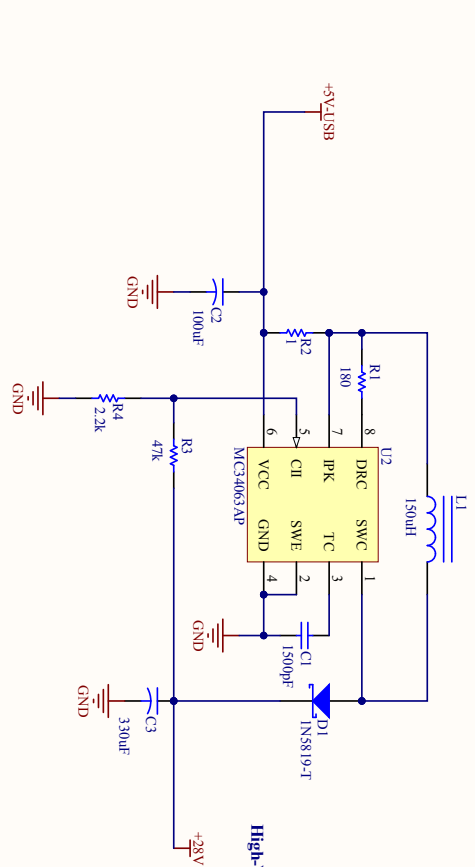 +5V-USB
GND
C2
100uF
R2
1
R1
180
GND
R4
2.2k
R3
47k
6
5
7
8
U2
MC34063AP
VCC
CII
IPK
DRC
GND
SWE
TC
SWC
4
2
3
1
L1
150uH
GND
C1
1500pF
GND
C3
330uF
D1
1N5819-T
+28V
High-